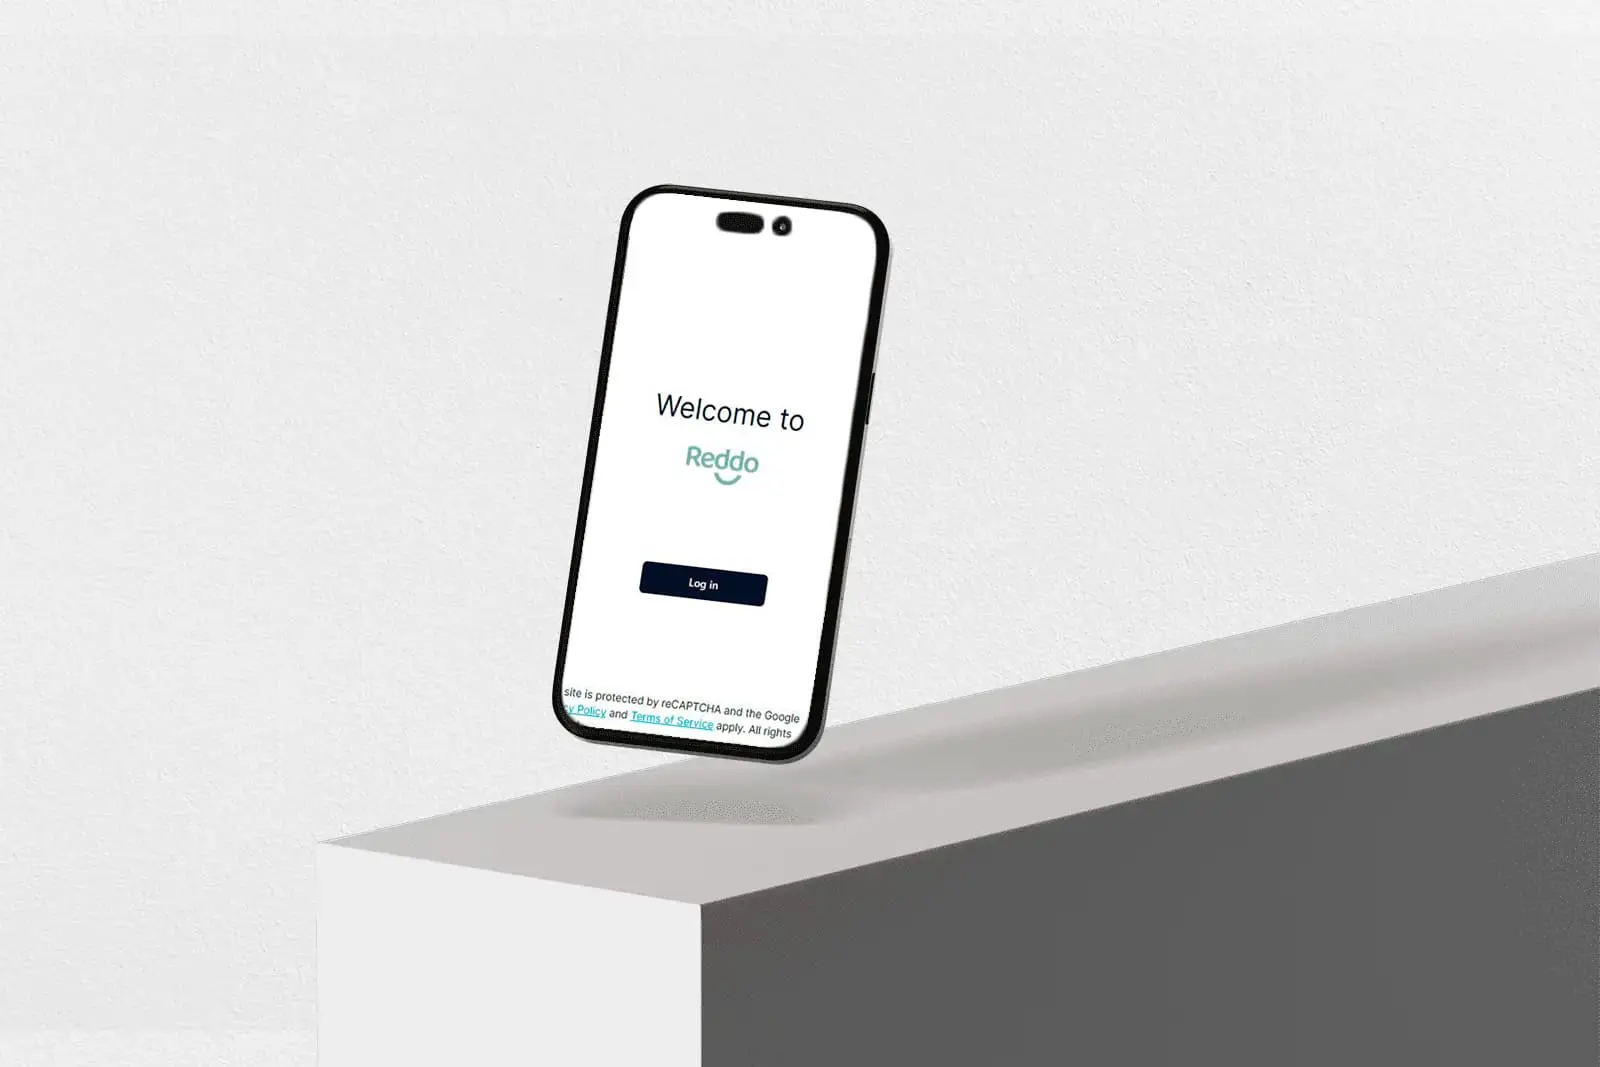 Welcome to
Reddo
Log in
site is protected by reCAPTCHA and the Google
cy Policy and Terms of Service apply. All rights